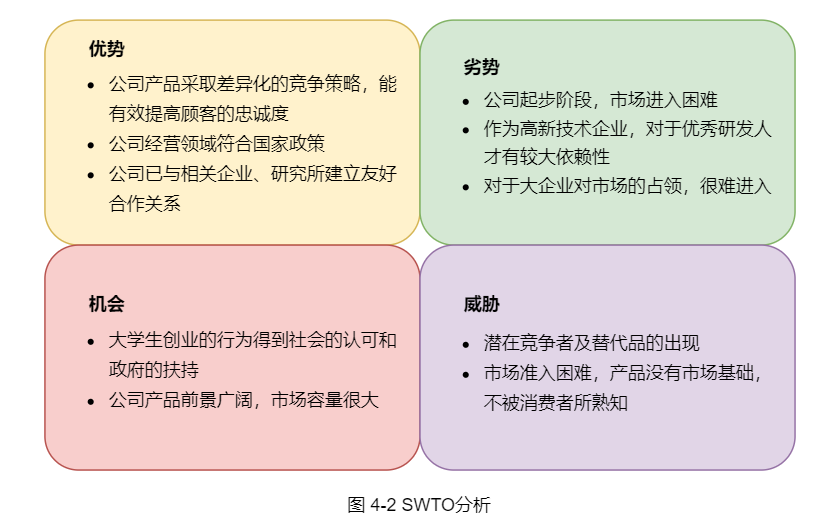 优势
• 公司产品采取差异化的竞争策略，能
有效提高顾客的忠诚度
• 公司经营领域符合国家政策
• 公司已与相关企业、研究所建立友好
合作关系
劣势
• 公司起步阶段，市场进入困难
• 作为高新技术企业，对于优秀研发人
才有较大依赖性
• 对于大企业对市场的占领，很难进入
机会
• 大学生创业的行为得到社会的认可和
政府的扶持
• 公司产品前景广阔，市场容量很大
威胁
• 潜在竞争者及替代品的出现
• 市场准入困难，产品没有市场基础，
不被消费者所熟知
图 4-2 SWTO分析